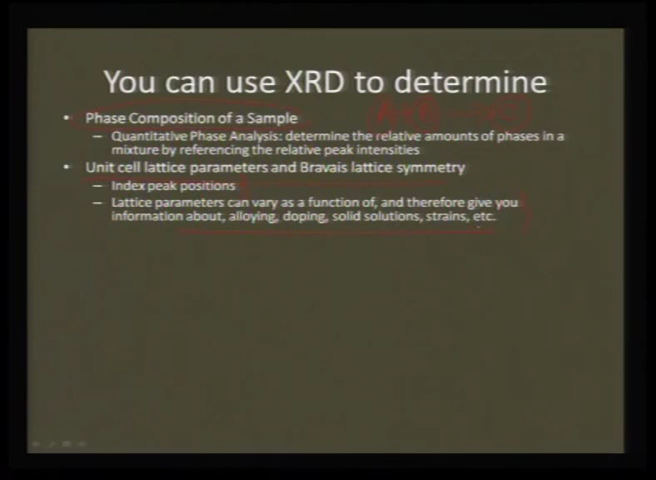 You can use XRD to determine
• Phase Composition of a Sample
– Quantitative Phase Analysis: determine the relative amounts of phases in a
mixture by referencing the relative peak intensities
• Unit cell lattice parameters and Bravais lattice symmetry
– Index peak positions
– Lattice parameters can vary as a function of, and therefore give you
information about, alloying, doping, solid solutions, strains, etc.